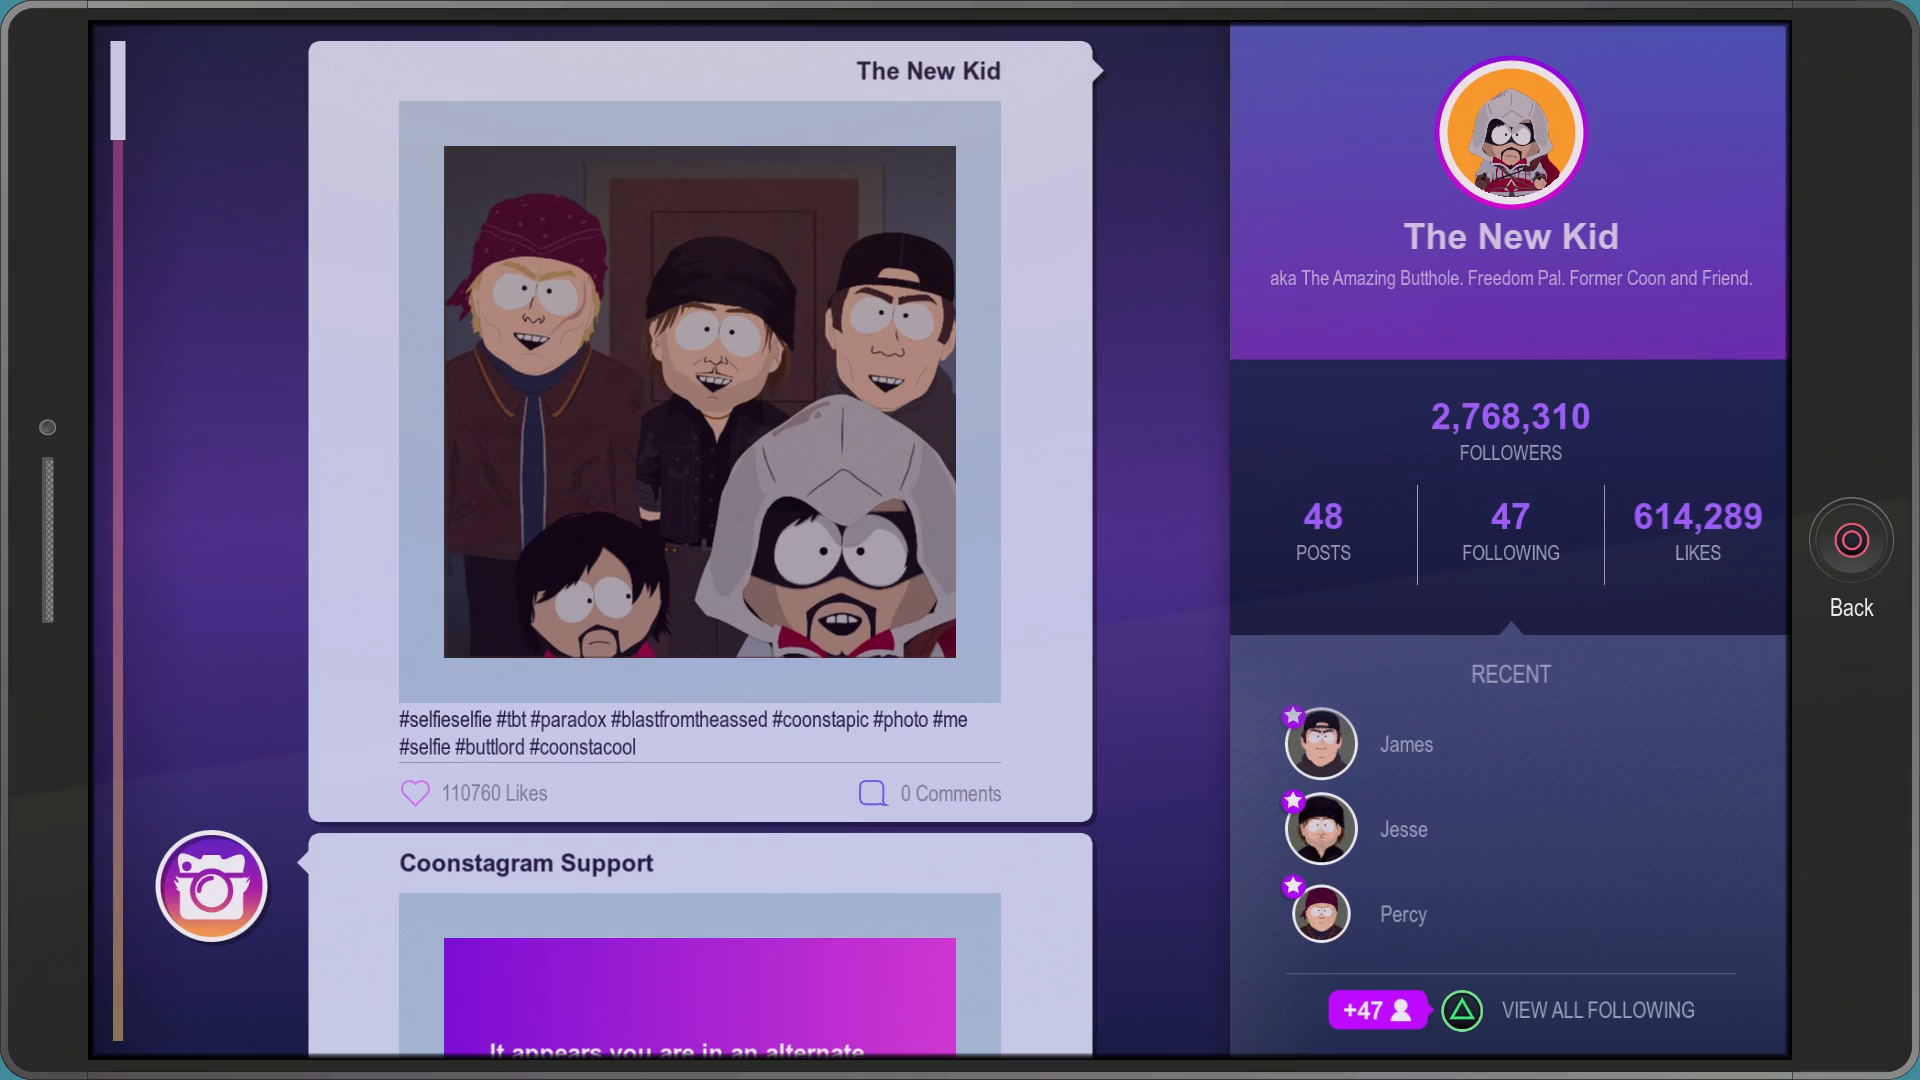 The New Kid
#selfieselfie #tbt #paradox #blastfromtheassed #coonstapic #photo #me
#selfie #buttlord #coonstacool
110760 Likes
0 Comments
Coonstagram Support
It appears you are in an alternate
The New Kid
aka The Amazing Butthole. Freedom Pal. Former Coon and Friend.
2,768,310
FOLLOWERS
48
POSTS
47
FOLLOWING
614,289
LIKES
RECENT
James
Jesse
Percy
+47
VIEW ALL FOLLOWING
Back